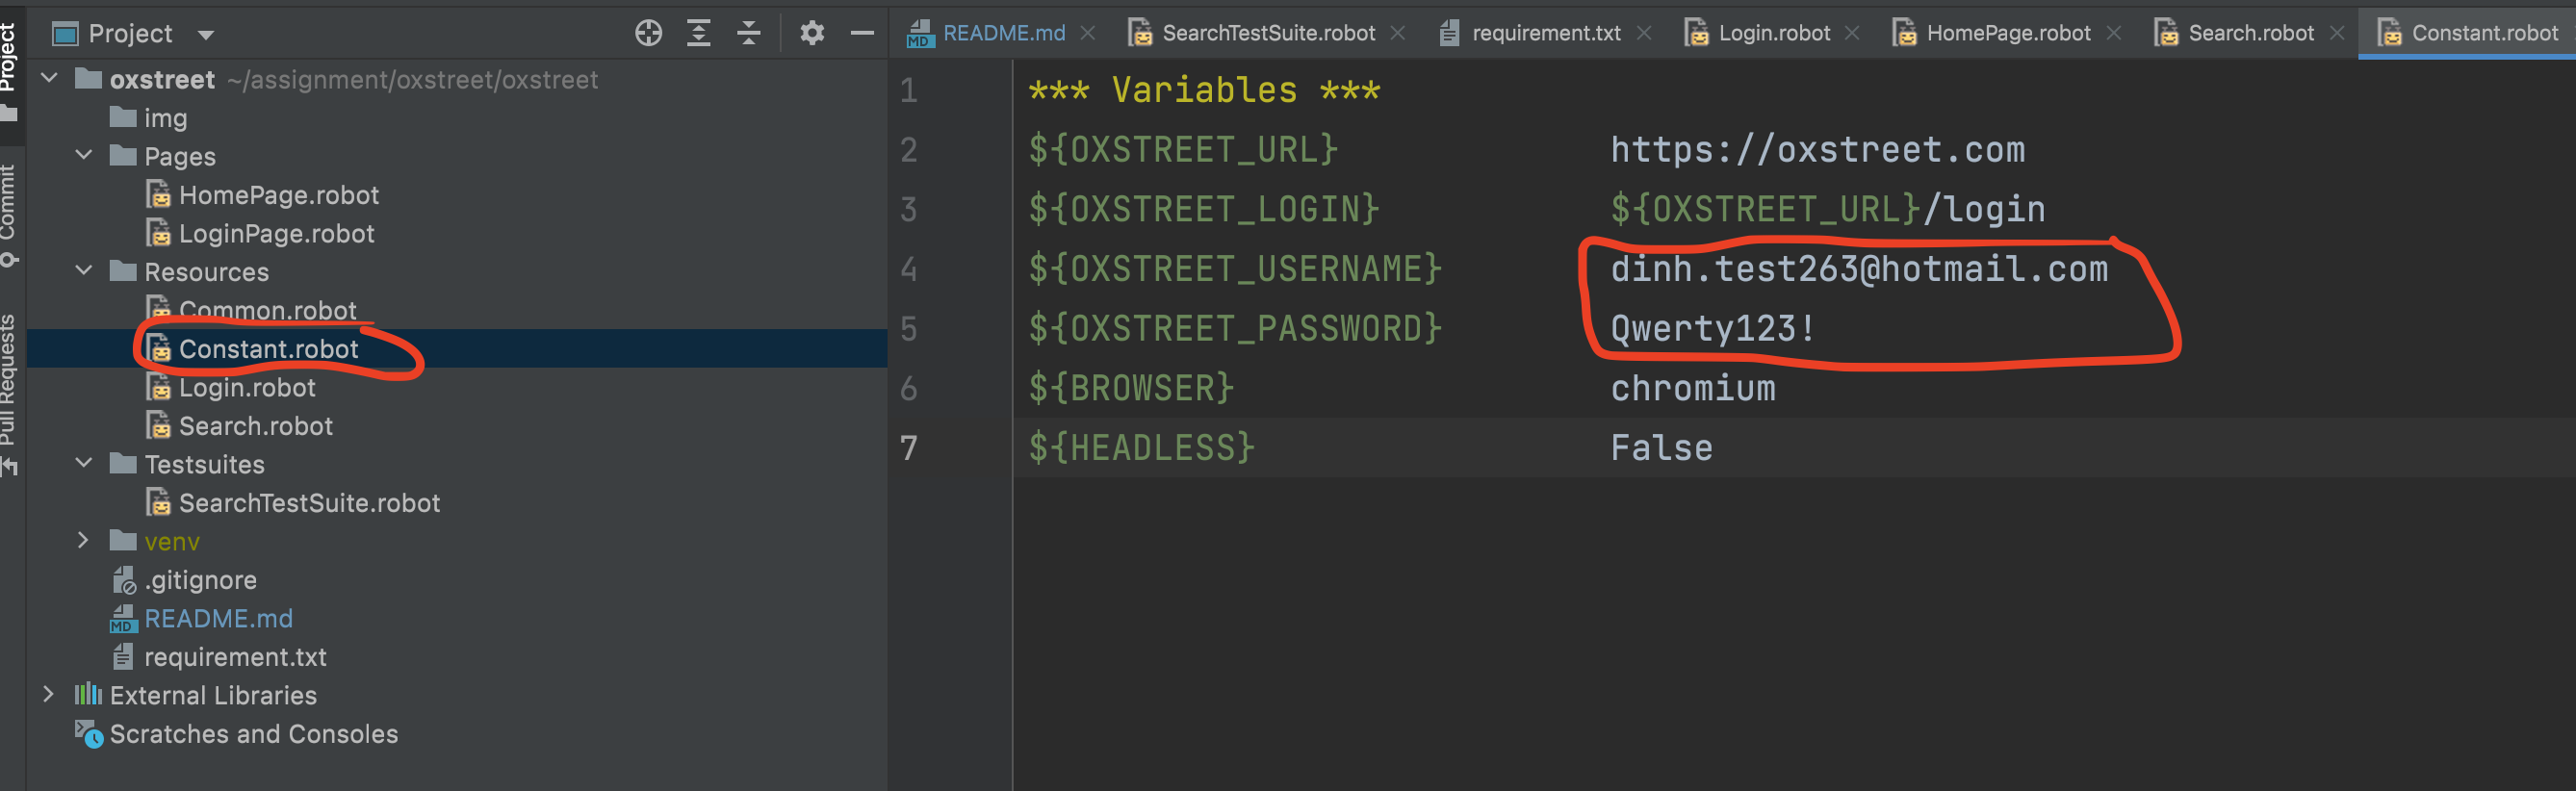 Project
README.md
SearchTestSuite.robot
requirement.txt
Login.robot
HomePage.robot
Search.robot
Constant.robot
Project
Commit
Pull Requests
oxstreet ~/assignment/oxstreet/oxstreet
img
Pages
HomePage.robot
LoginPage.robot
Resources
Common.robot
Constant.robot
Login.robot
Search.robot
Testsuites
SearchTestSuite.robot
venv
.gitignore
MD README.md
requirement.txt
External Libraries
Scratches and Consoles
1 *** Variables ***
2 ${OXSTREET_URL} https://oxstreet.com
3 ${OXSTREET_LOGIN} ${OXSTREET_URL}/login
4 ${OXSTREET_USERNAME} dinh.test263@hotmail.com
5 ${OXSTREET_PASSWORD} Qwerty123!
6 ${BROWSER} chromium
7 ${HEADLESS} False